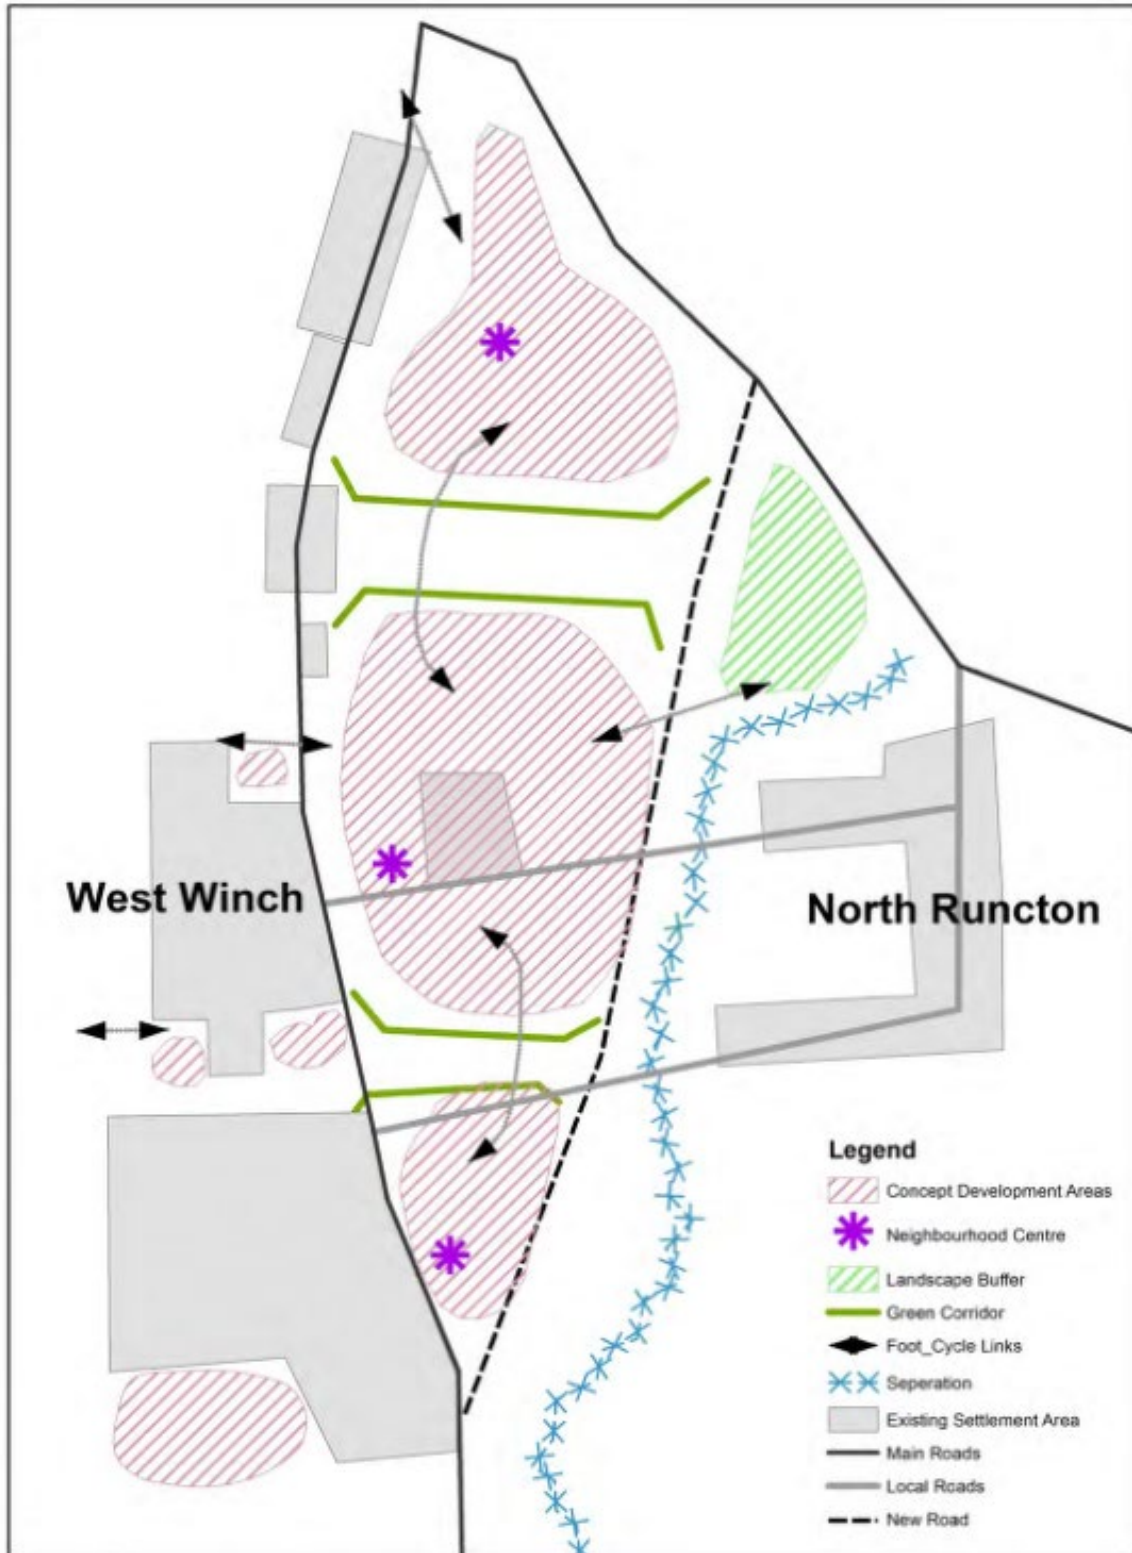 West Winch
North Runcton
Legend
Concept Development Areas
Neighbourhood Centre
Landscape Buffer
Green Corridor
Foot_Cycle Links
Seperation
Existing Settlement Area
Main Roads
Local Roads
New Road